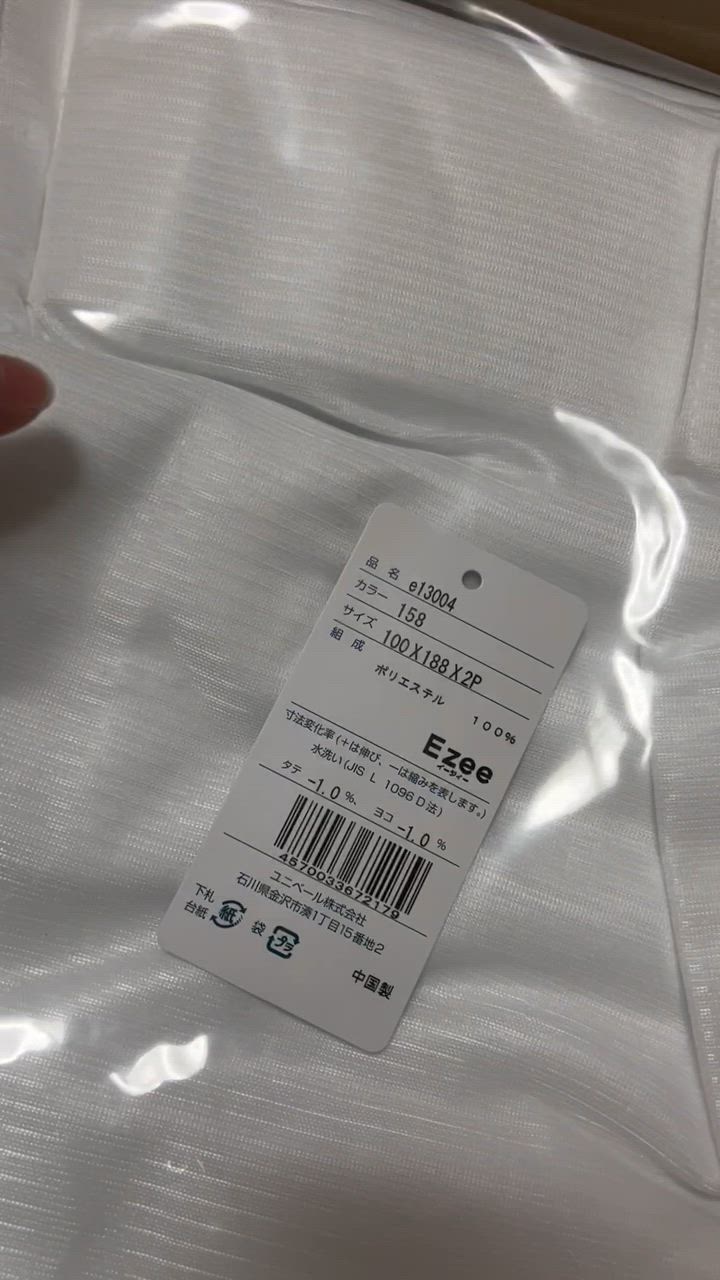 品名 e13004
カラー 158
サイズ 100X188X2P
組成
ポリエステル 100%
Ezee
イージィー
寸法変化率(+は伸び、-は縮みを表します。)
水洗い(JIS L 1096 D法)
タテ -1.0 %、 ヨコ -1.0 %
4570033672179
ユニベール株式会社
石川県金沢市湊1丁目15番地2
下札
台紙 紙 袋 プラ
中国製